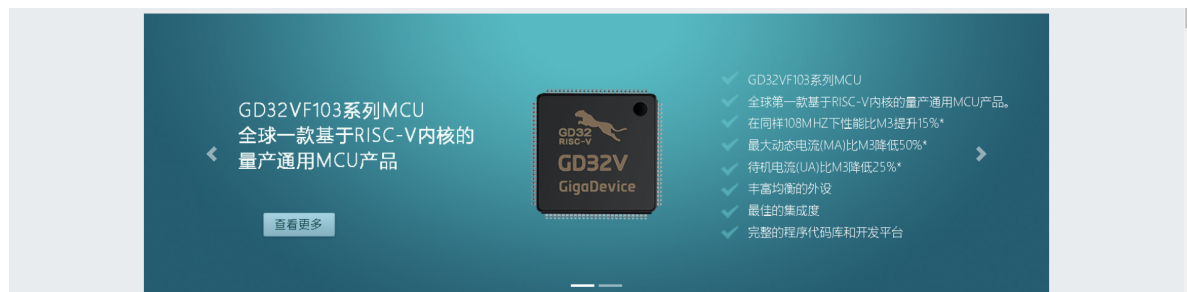 GD32VF103系列MCU
全球一款基于RISC-V内核的
量产通用MCU产品
查看更多
GD32
RISC-V
GD32V
GigaDevice
GD32VF103系列MCU
全球第一款基于RISC-V内核的量产通用MCU产品。
在同样108MHZ下性能比M3提升15%*
最大动态电流(MA)比M3降低50%*
待机电流(UA)比M3降低25%*
丰富均衡的外设
最佳的集成度
完整的程序代码库和开发平台